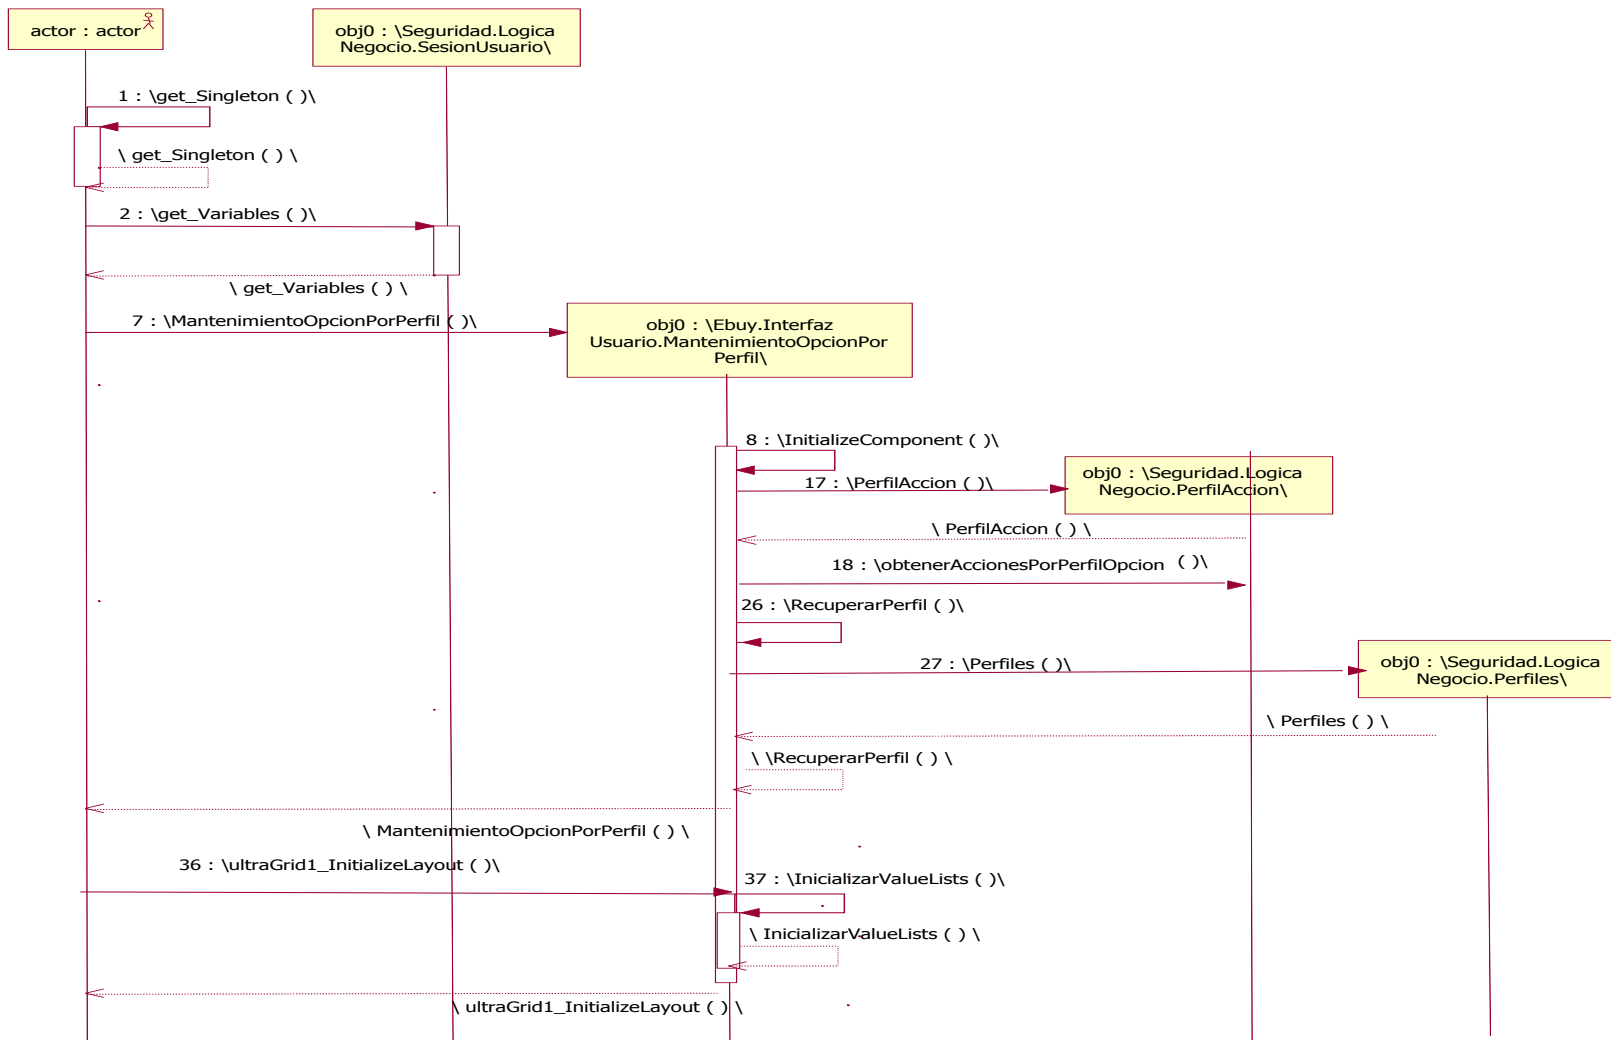 actor : actor
obj0 : \Seguridad.Logica
Negocio.SesionUsuario\
1 : \get_Singleton ( )\
\ get_Singleton ( ) \
2 : \get_Variables ( )\
\ get_Variables ( ) \
7 : \MantenimientoOpcionPorPerfil ( )\
obj0 : \Ebuy.Interfaz
Usuario.MantenimientoOpcionPor
Perfil\
8 : \InitializeComponent ( )\
17 : \PerfilAccion ( )\
obj0 : \Seguridad.Logica
Negocio.PerfilAccion\
\ PerfilAccion ( ) \
18 : \obtenerAccionesPorPerfilOpcion ( )\
26 : \RecuperarPerfil ( )\
27 : \Perfiles ( )\
obj0 : \Seguridad.Logica
Negocio.Perfiles\
\ Perfiles ( ) \
\ \RecuperarPerfil ( ) \
\ MantenimientoOpcionPorPerfil ( ) \
36 : \ultraGrid1_InitializeLayout ( )\
37 : \InicializarValueLists ( )\
\ InicializarValueLists ( ) \
\ ultraGrid1_InitializeLayout ( ) \